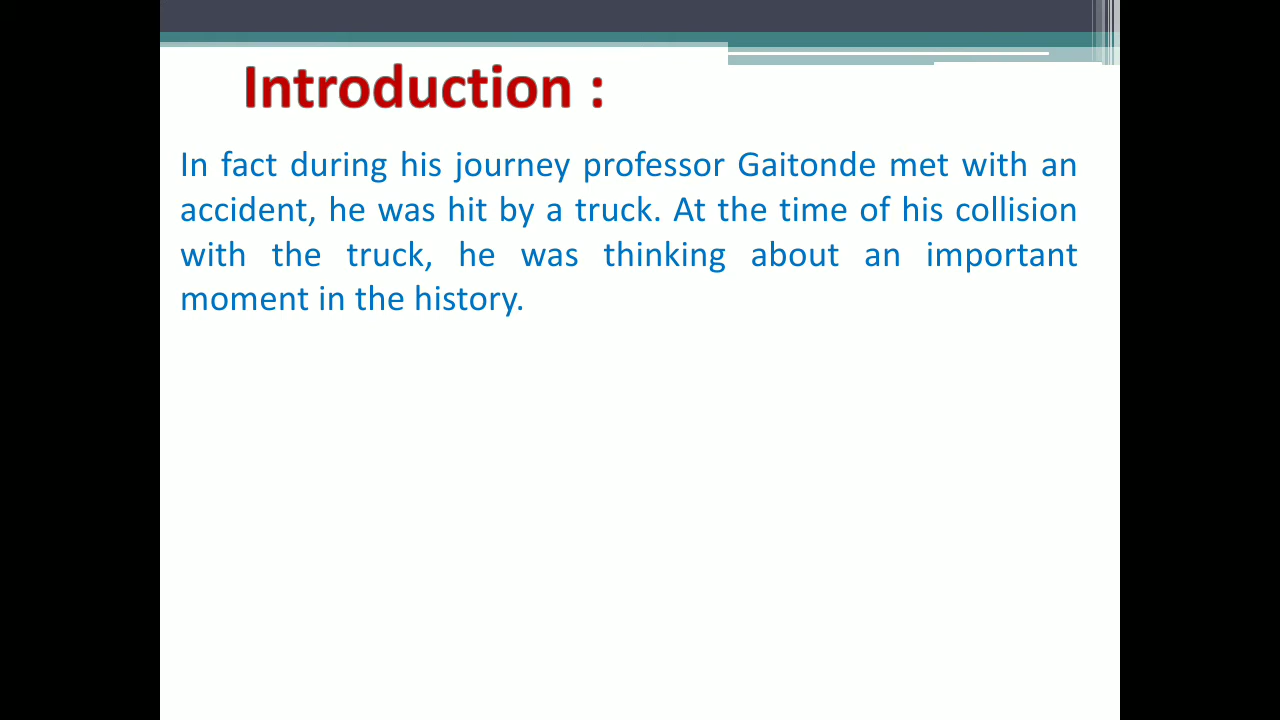 Introduction :
In fact during his journey professor Gaitonde met with an
accident, he was hit by a truck. At the time of his collision
with the truck, he was thinking about an important
moment in the history.